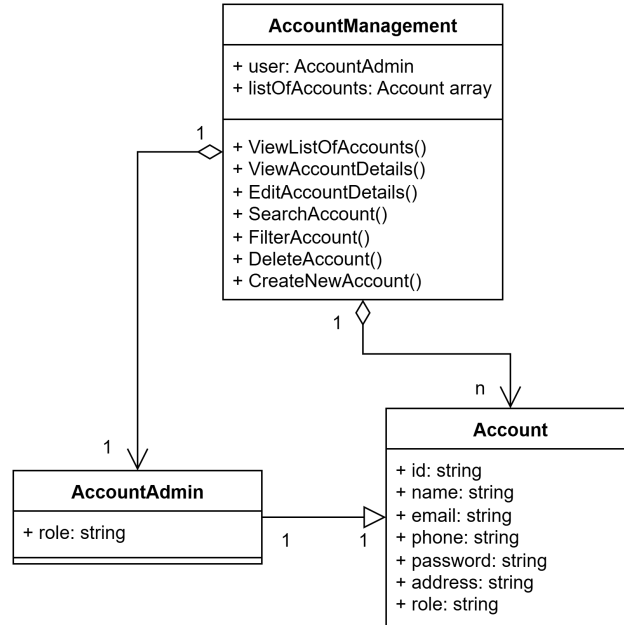 AccountManagement
+ user: AccountAdmin
+ listOfAccounts: Account array
+ ViewListOfAccounts()
+ ViewAccountDetails()
+ EditAccountDetails()
+ SearchAccount()
+ FilterAccount()
+ DeleteAccount()
+ CreateNewAccount()
1
1
1
n
AccountAdmin
+ role: string
1
1
Account
+ id: string
+ name: string
+ email: string
+ phone: string
+ password: string
+ address: string
+ role: string